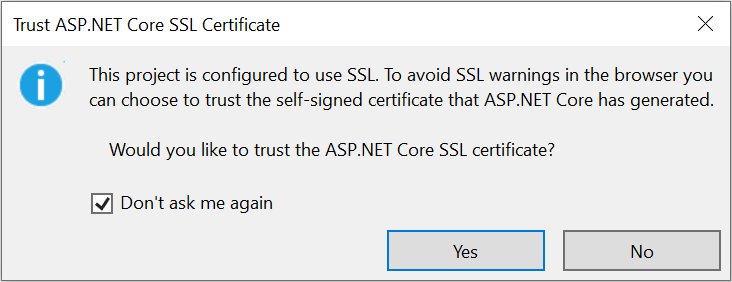 Trust ASP.NET Core SSL Certificate
This project is configured to use SSL. To avoid SSL warnings in the browser you
can choose to trust the self-signed certificate that ASP.NET Core has generated.
Would you like to trust the ASP.NET Core SSL certificate?
Don't ask me again
Yes
No